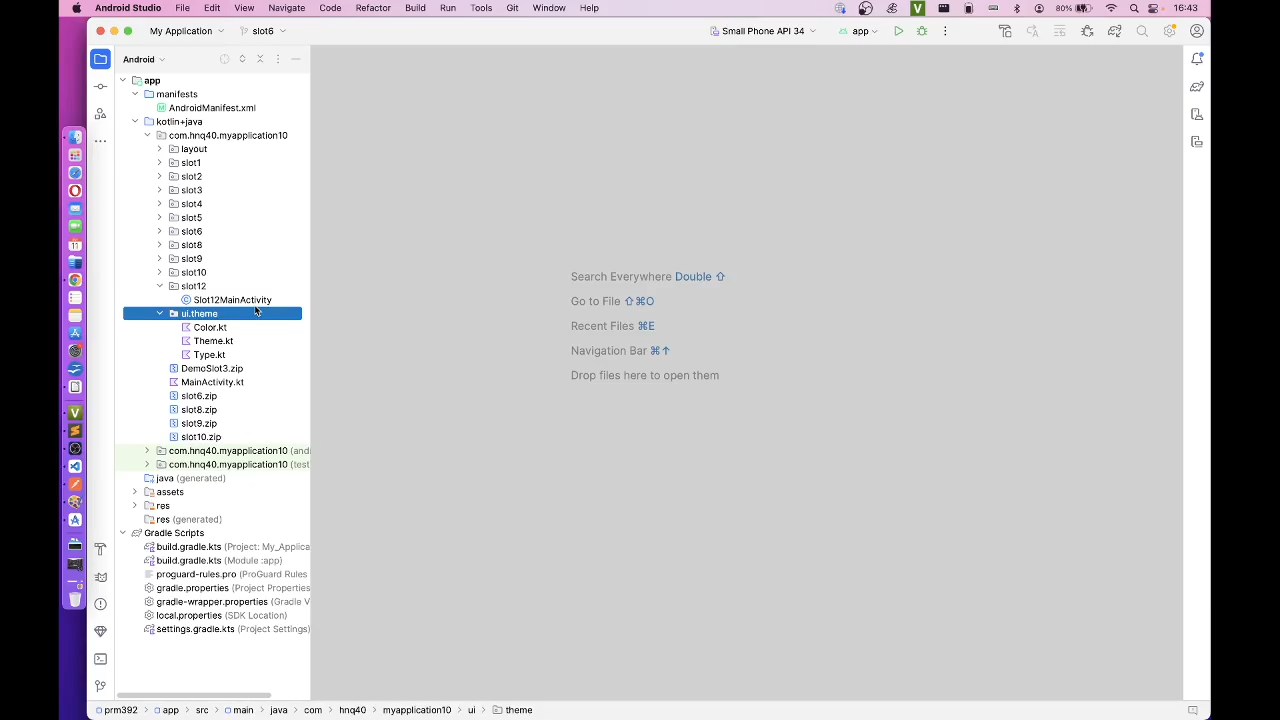 Android Studio File Edit View Navigate Code Refactor Build Run Tools Git Window Help 80% 16:43
My Application slot6 Small Phone API 34 app
Android
app
manifests
AndroidManifest.xml
kotlin+java
com.hnq40.myapplication10
layout
slot1
slot2
slot3
slot4
slot5
slot6
slot8
slot9
slot10
slot12
Slot12MainActivity
ui.theme
Color.kt
Theme.kt
Type.kt
DemoSlot3.zip
MainActivity.kt
slot6.zip
slot8.zip
slot9.zip
slot10.zip
com.hnq40.myapplication10 (and
com.hnq40.myapplication10 (test
java (generated)
assets
res
res (generated)
Gradle Scripts
build.gradle.kts (Project: My_Applica
build.gradle.kts (Module :app)
proguard-rules.pro (ProGuard Rules
gradle.properties (Project Properties
gradle-wrapper.properties (Gradle V
local.properties (SDK Location)
settings.gradle.kts (Project Settings)
Search Everywhere Double ⇧
Go to File ⇧⌘O
Recent Files ⌘E
Navigation Bar ⌘↑
Drop files here to open them
prm392 app src main java com hnq40 myapplication10 ui theme